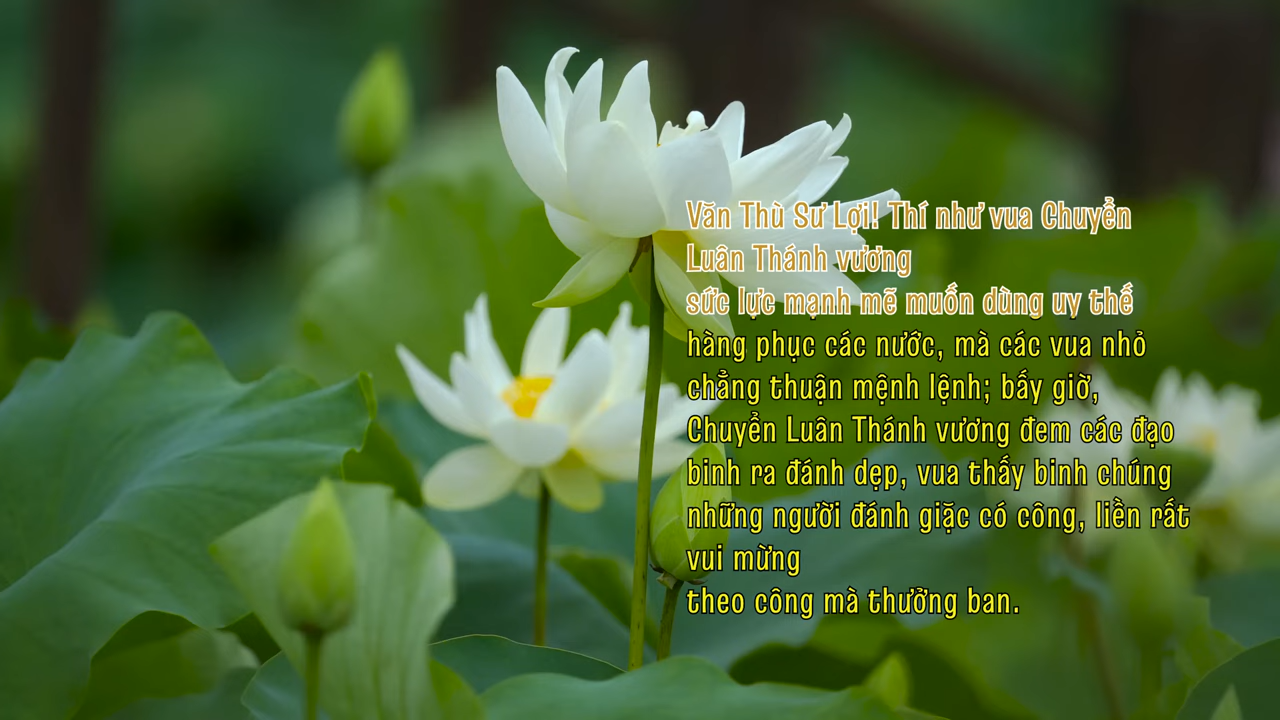 Văn Thù Sư Lợi! Thí như vua Chuyển
Luân Thánh vương
sức lực mạnh mẽ muốn dùng uy thế
hàng phục các nước, mà các vua nhỏ
chẳng thuận mệnh lệnh; bấy giờ,
Chuyển Luân Thánh vương đem các đạo
binh ra đánh dẹp, vua thấy binh chúng
những người đánh giặc có công, liền rất
vui mừng
theo công mà thưởng ban.